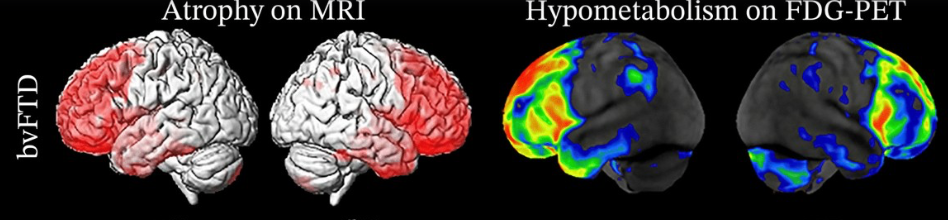 Atrophy on MRI
Hypometabolism on FDG-PET
bvFTD